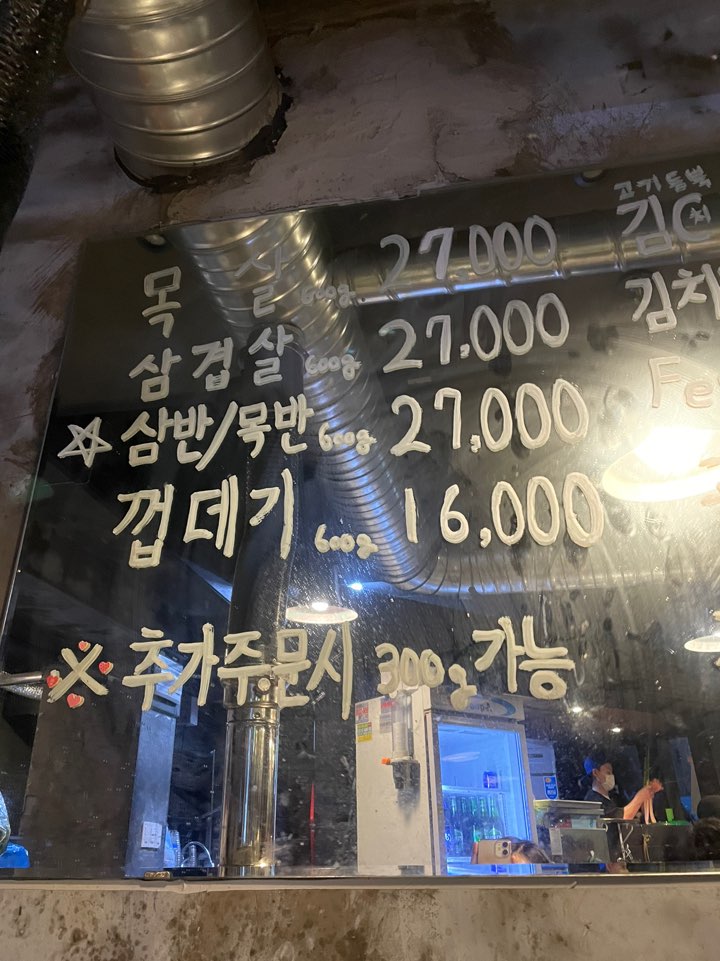 목 살 600g 27,000
삼겹살 600g 27,000
삼반/목반 600g 27,000
껍데기 600g 16,000
※ 추가주문시 300g 가능
고기듬뿍
김치
김치
Fe